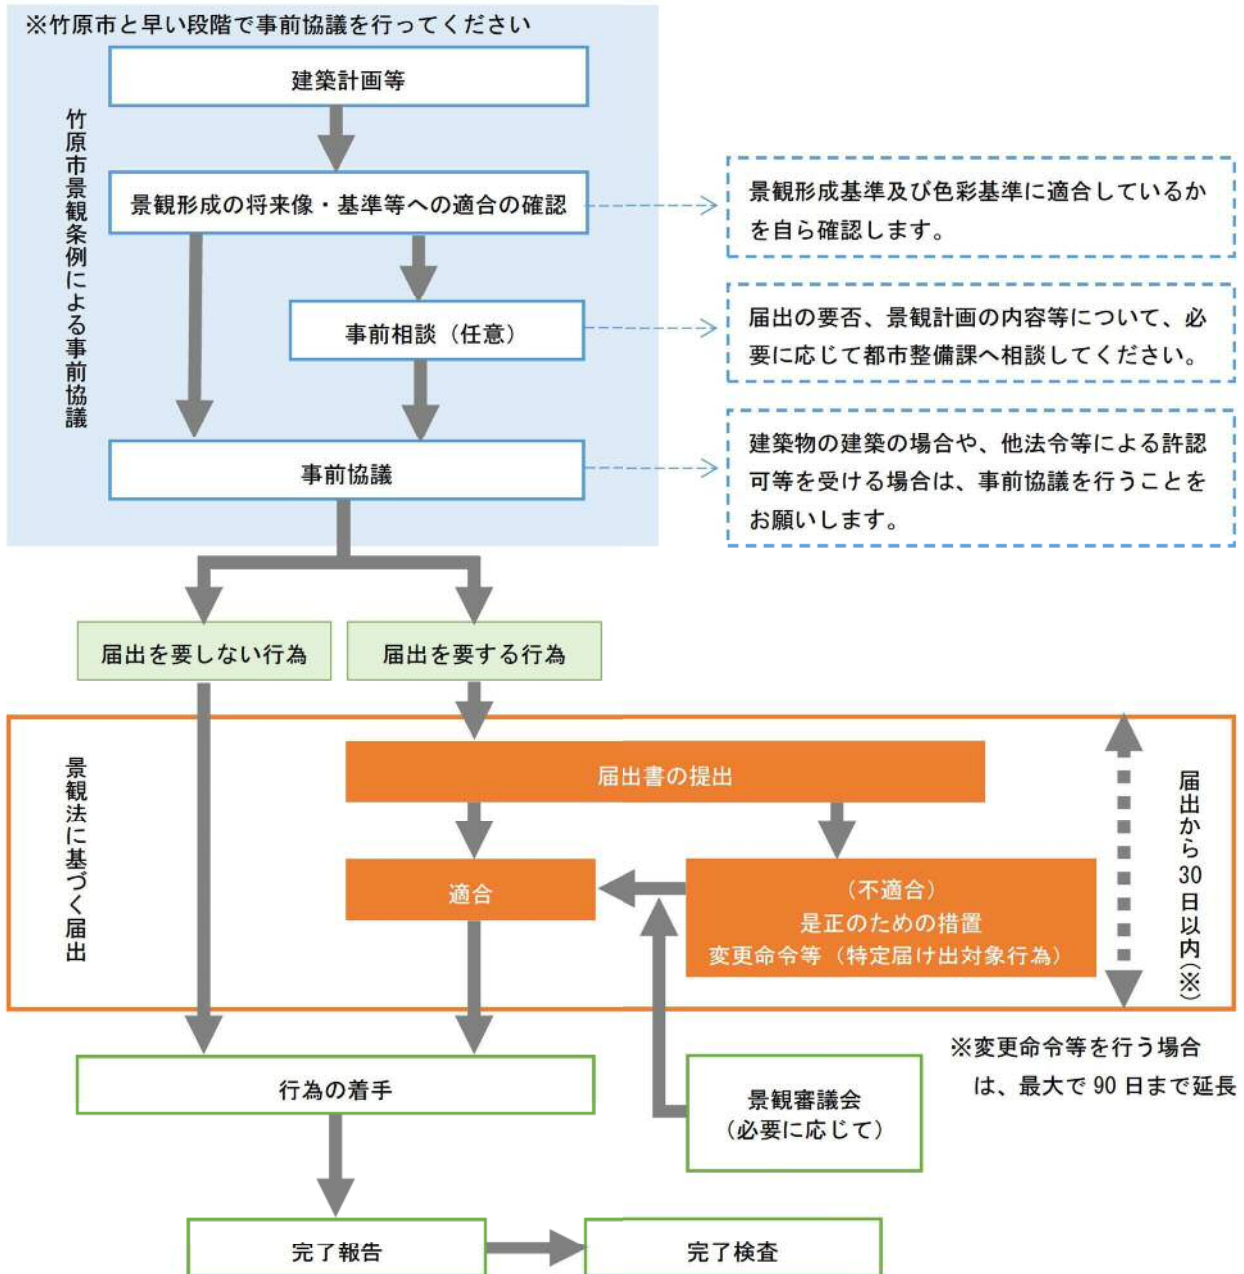 ※竹原市と早い段階で事前協議を行ってください
竹原市景観条例による事前協議
建築計画等
景観形成の将来像・基準等への適合の確認
景観形成基準及び色彩基準に適合しているか
を自ら確認します。
事前相談（任意）
届出の要否、景観計画の内容等について、必
要に応じて都市整備課へ相談してください。
事前協議
建築物の建築の場合や、他法令等による許認
可等を受ける場合は、事前協議を行うことを
お願いします。
届出を要しない行為
届出を要する行為
景観法に基づく届出
届出書の提出
適合
（不適合）
是正のための措置
変更命令等（特定届け出対象行為）
届出から30日以内(※)
※変更命令等を行う場合
は、最大で 90 日まで延長
行為の着手
景観審議会
（必要に応じて）
完了報告
完了検査